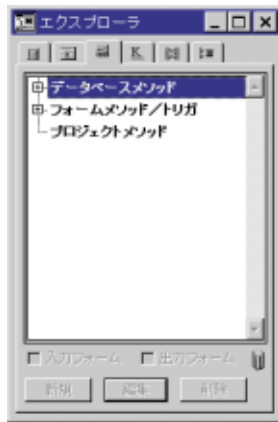 エクスプローラ
データベースメソッド
フォームメソッド/トリガ
プロジェクトメソッド
入力フォーム 出力フォーム
新規 編集 削除